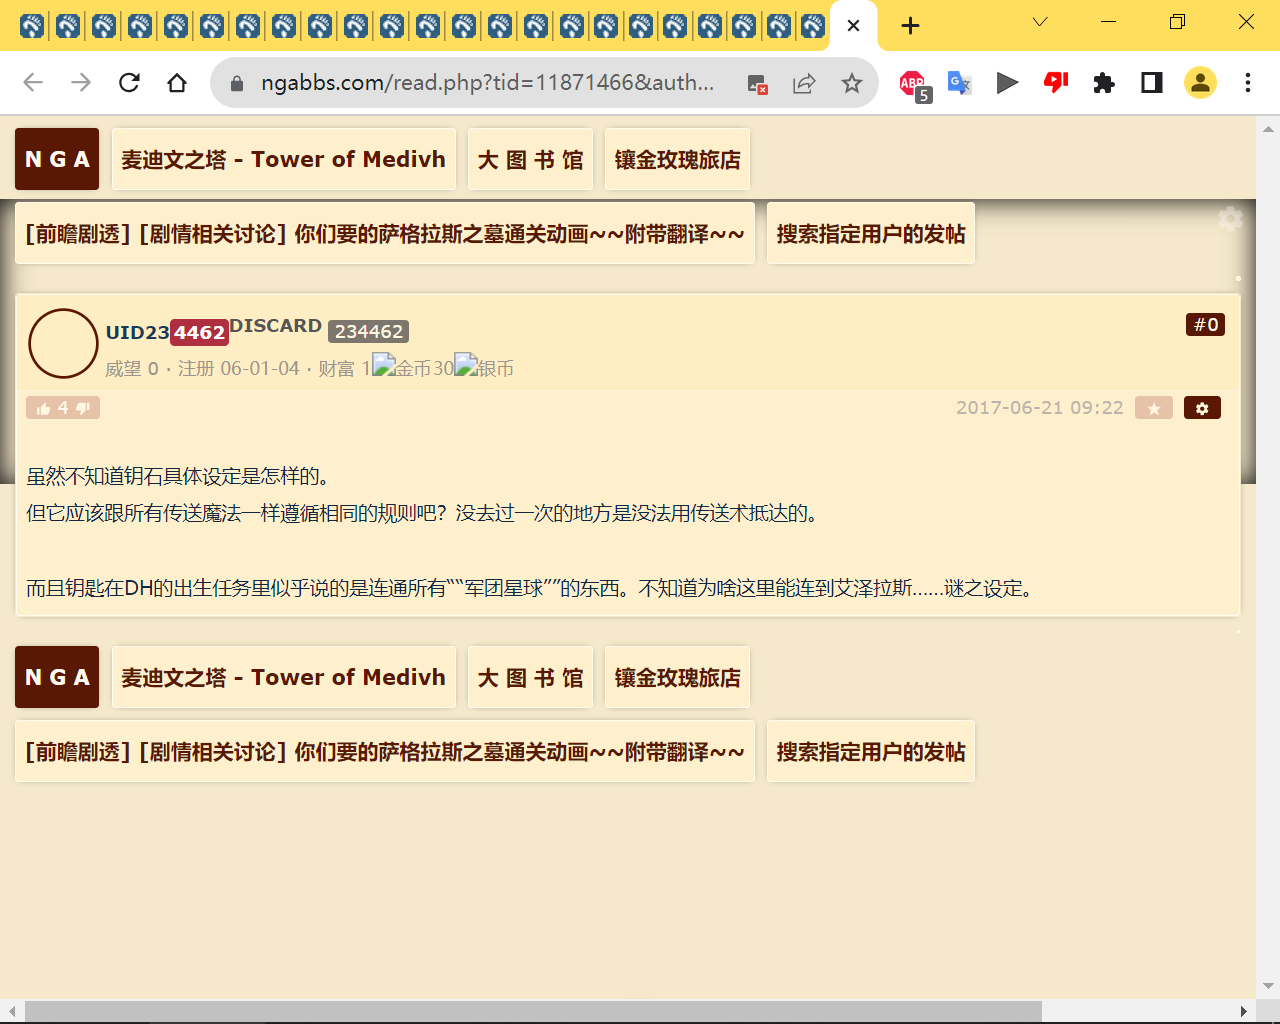 ngabbs.com/read.php?tid=11871466&auth...
ABP
5
N G A
麦迪文之塔 - Tower of Medivh
大 图 书 馆
镶金玫瑰旅店
[前瞻剧透] [剧情相关讨论] 你们要的萨格拉斯之墓通关动画~~附带翻译~~
搜索指定用户的发帖
UID234462 DISCARD 234462
#0
威望 0 · 注册 06-01-04 · 财富 1金币30银币
4
2017-06-21 09:22
虽然不知道钥石具体设定是怎样的。
但它应该跟所有传送魔法一样遵循相同的规则吧？没去过一次的地方是没法用传送术抵达的。
而且钥匙在DH的出生任务里似乎说的是连通所有““军团星球””的东西。不知道为啥这里能连到艾泽拉斯……谜之设定。
N G A
麦迪文之塔 - Tower of Medivh
大 图 书 馆
镶金玫瑰旅店
[前瞻剧透] [剧情相关讨论] 你们要的萨格拉斯之墓通关动画~~附带翻译~~
搜索指定用户的发帖